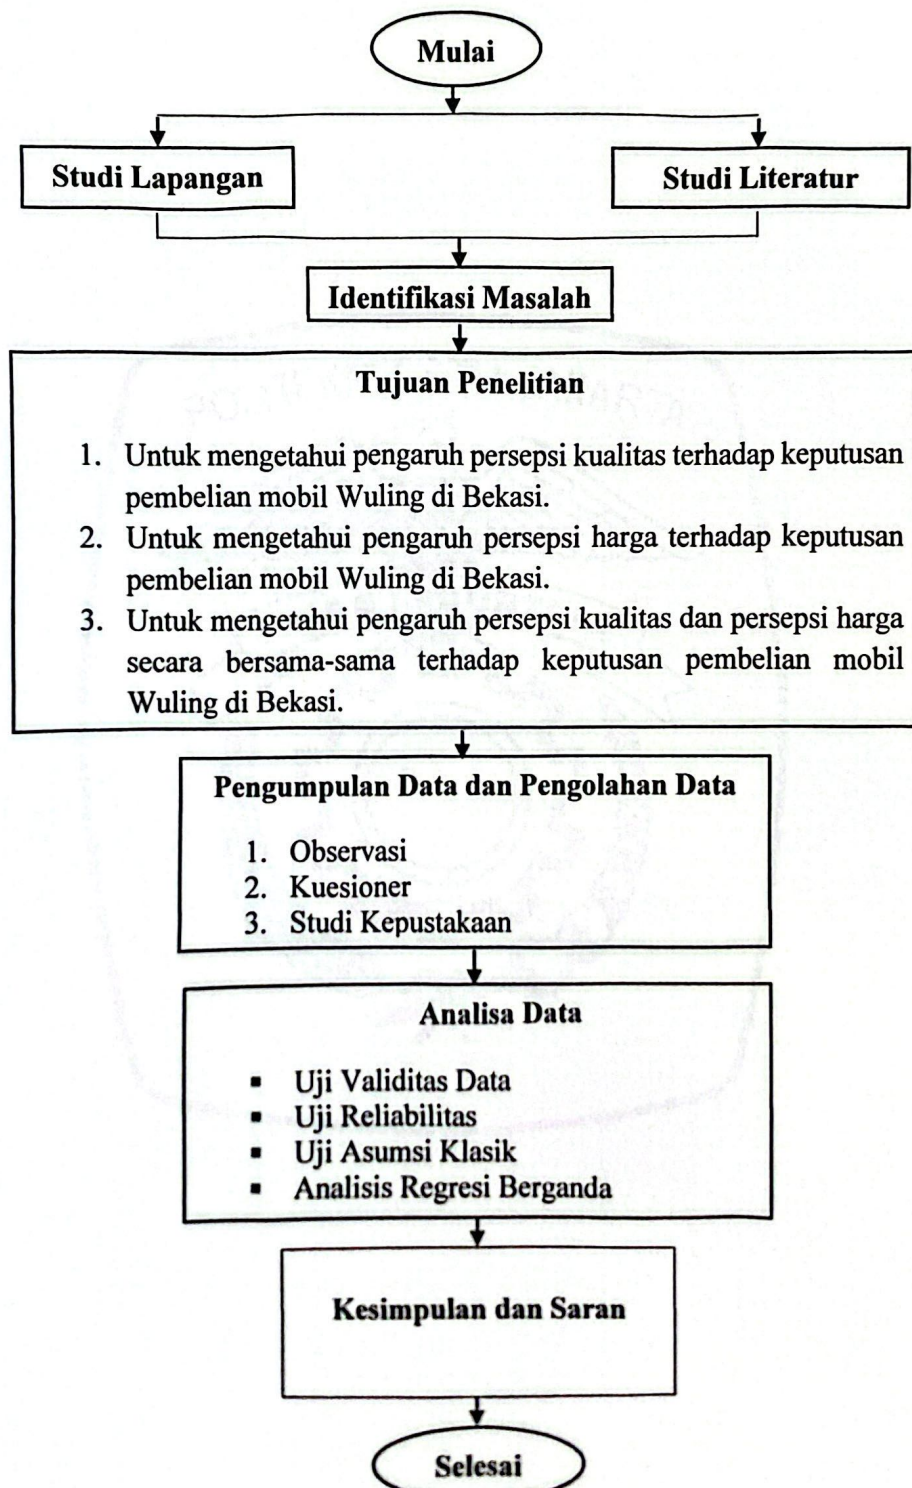 Mulai
Studi Lapangan
Studi Literatur
Identifikasi Masalah
Tujuan Penelitian
1. Untuk mengetahui pengaruh persepsi kualitas terhadap keputusan
pembelian mobil Wuling di Bekasi.
2. Untuk mengetahui pengaruh persepsi harga terhadap keputusan
pembelian mobil Wuling di Bekasi.
3. Untuk mengetahui pengaruh persepsi kualitas dan persepsi harga
secara bersama-sama terhadap keputusan pembelian mobil
Wuling di Bekasi.
Pengumpulan Data dan Pengolahan Data
1. Observasi
2. Kuesioner
3. Studi Kepustakaan
Analisa Data
▪ Uji Validitas Data
▪ Uji Reliabilitas
▪ Uji Asumsi Klasik
▪ Analisis Regresi Berganda
Kesimpulan dan Saran
Selesai